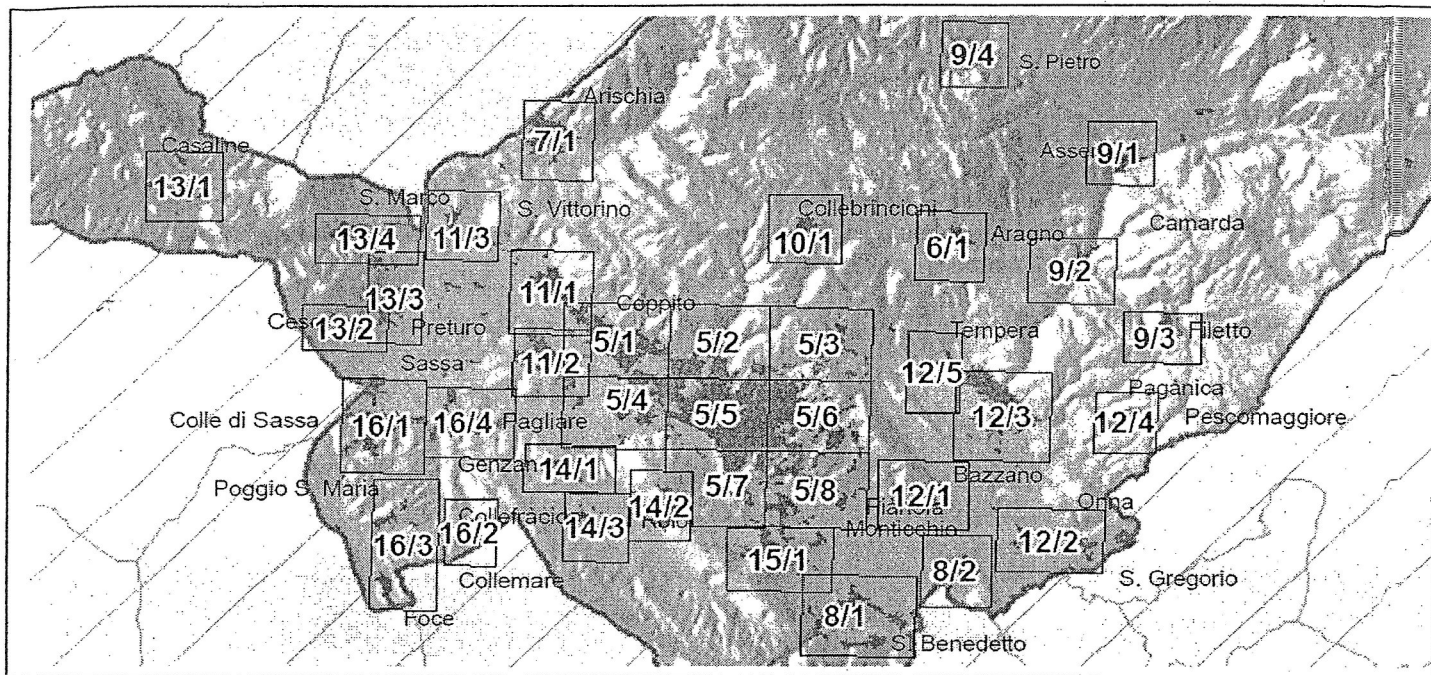 9/4
S. Pietro
Arischia
7/1
Casaline
13/1
9/1
S. Marco
S. Vittorino
Collebrincioni
Camarda
13/4
11/3
10/1
6/1
Aragno
9/2
11/1
13/3
Coppito
13/2
Preturo
5/1
5/2
5/3
Tempera
9/3
Filetto
Sassa
11/2
12/5
Paganica
Colle di Sassa
16/1
16/4
Pagliare
5/4
5/5
5/6
12/3
12/4
Pescomaggiore
14/1
Bazzano
Poggio S. Maria
5/7
5/8
12/1
Onna
16/3
16/2
14/3
14/2
Monticchio
12/2
15/1
8/2
Collemare
S. Gregorio
Foce
8/1
S. Benedetto